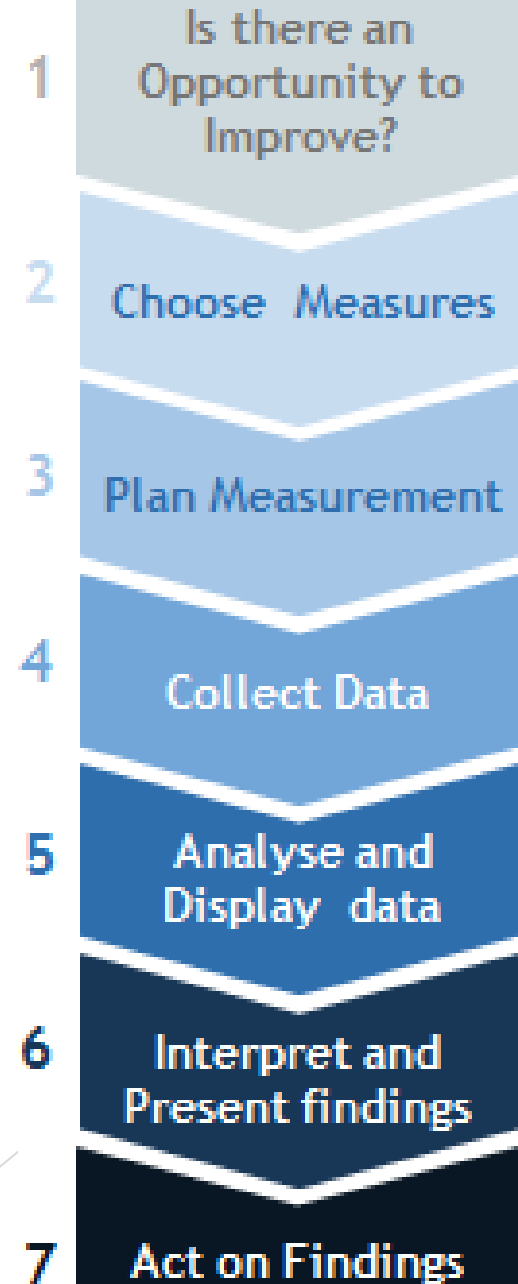 1
Is there an
Opportunity to
Improve?
2
Choose Measures
3
Plan Measurement
4
Collect Data
5
Analyse and
Display data
6
Interpret and
Present findings
7
Act on Findings